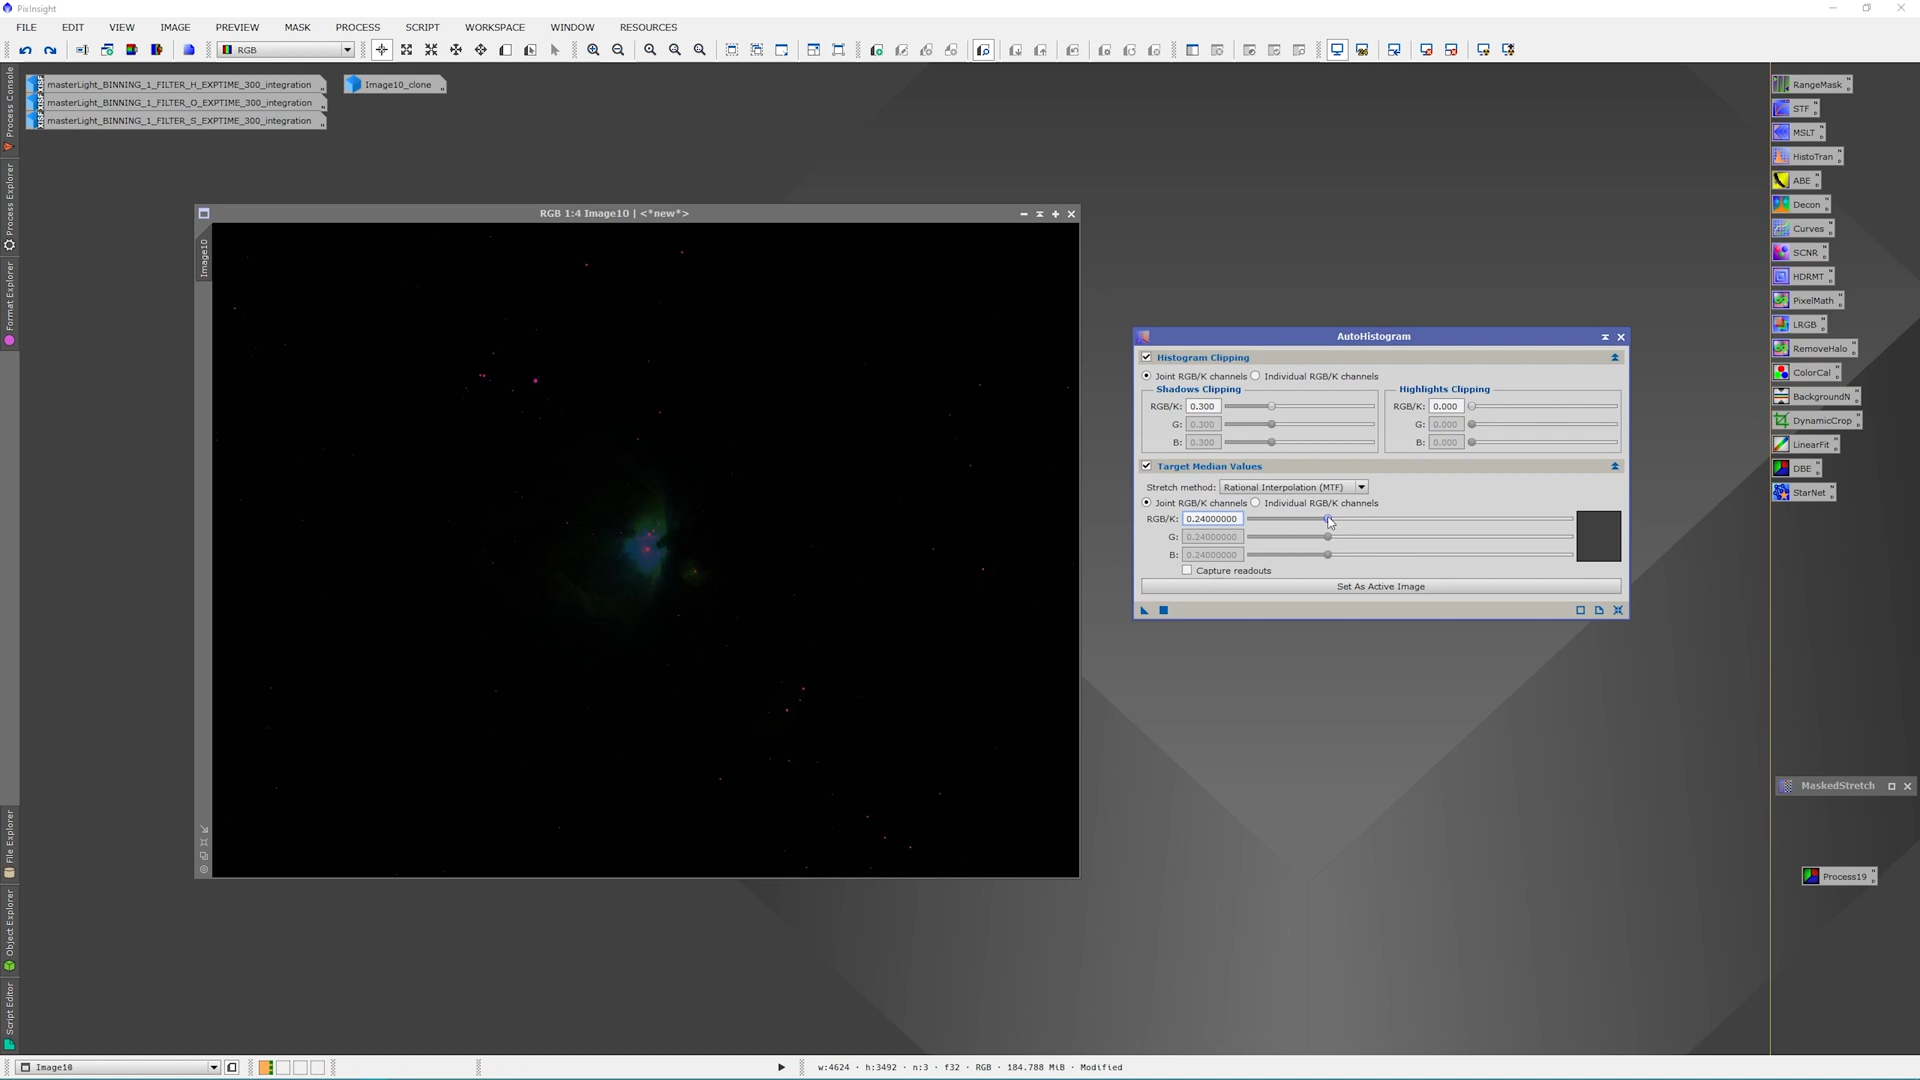 PixInsight
FILE EDIT VIEW IMAGE PREVIEW MASK PROCESS SCRIPT WORKSPACE WINDOW RESOURCES
RGB
masterLight_BINNING_1_FILTER_H_EXPTIME_300_integration
Image10_clone
masterLight_BINNING_1_FILTER_O_EXPTIME_300_integration
masterLight_BINNING_1_FILTER_S_EXPTIME_300_integration
Process Console
Process Explorer
Format Explorer
File Explorer
Object Explorer
Script Editor
RGB 1:4 Image10 | <*new*>
Image10
AutoHistogram
Histogram Clipping
Joint RGB/K channels Individual RGB/K channels
Shadows Clipping Highlights Clipping
RGB/K: 0.300 RGB/K: 0.000
G: 0.300 G: 0.000
B: 0.300 B: 0.000
Target Median Values
Stretch method: Rational Interpolation (MTF)
Joint RGB/K channels Individual RGB/K channels
RGB/K: 0.24000000
G: 0.24000000
B: 0.24000000
Capture readouts
Set As Active Image
RangeMask
STF
MSLT
HistoTran
ABE
Decon
Curves
SCNR
HDRMT
PixelMath
LRGB
RemoveHalo
ColorCal
BackgroundN
DynamicCrop
LinearFit
DBE
StarNet
MaskedStretch
Process19
Image10
w:4624 · h:3492 · n:3 · f32 · RGB · 184.788 MiB · Modified